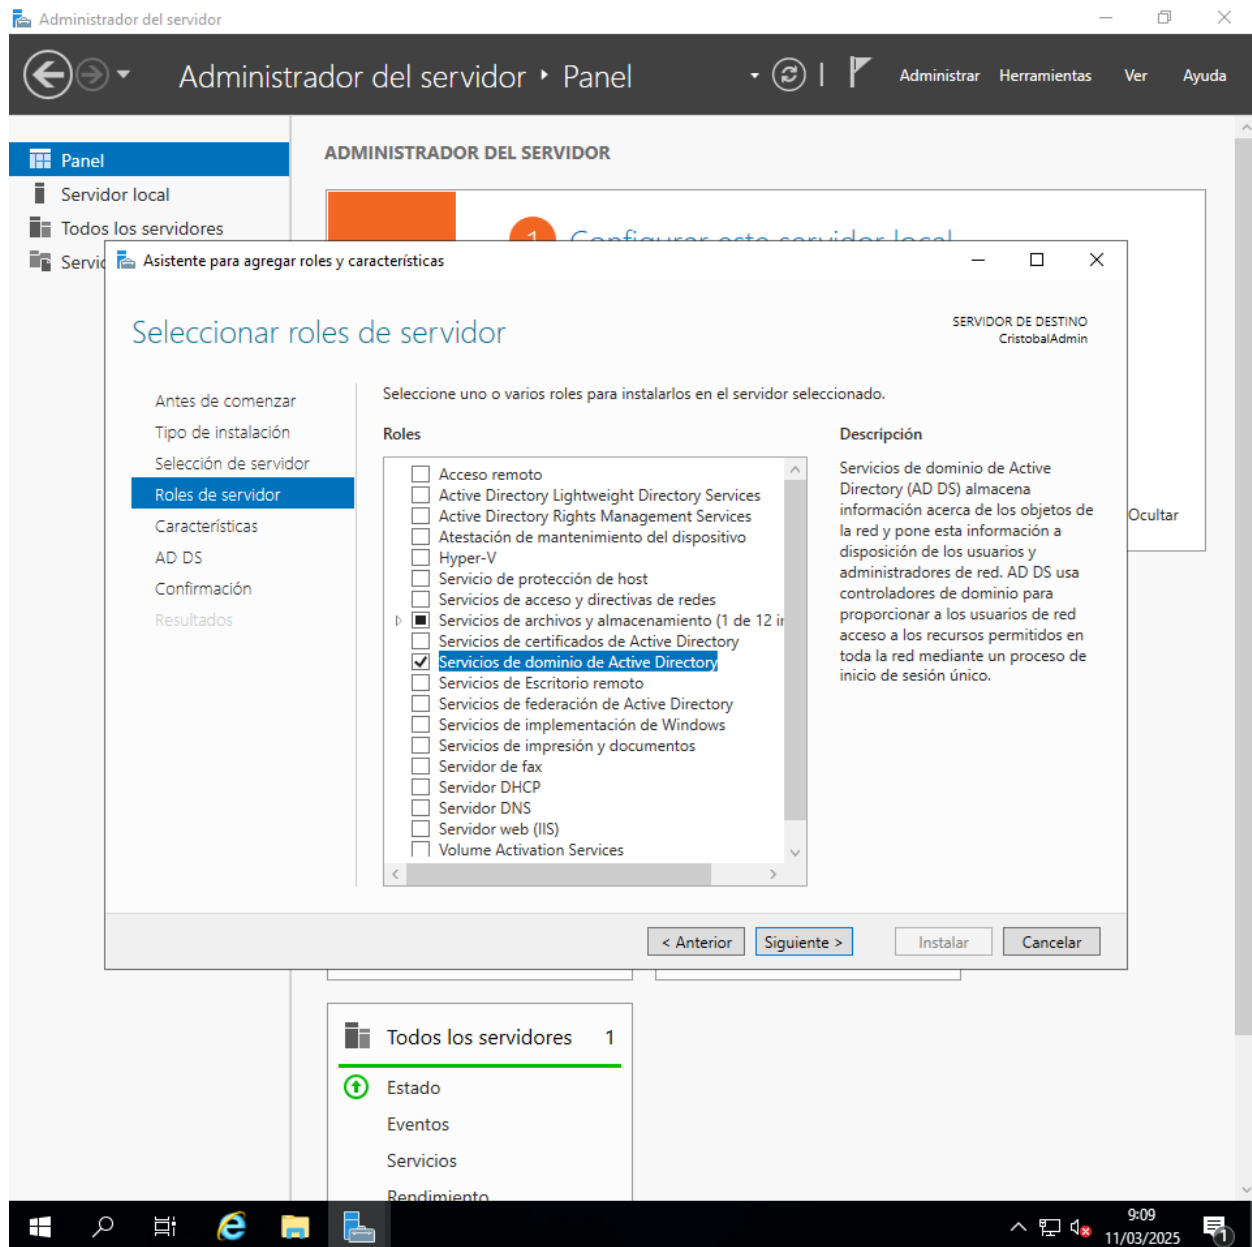 Administrador del servidor
Administrador del servidor ‣ Panel
Administrar Herramientas Ver Ayuda
Panel
Servidor local
Todos los servidores
Servic
ADMINISTRADOR DEL SERVIDOR
1 Configurar este servidor local
Asistente para agregar roles y características
Seleccionar roles de servidor
SERVIDOR DE DESTINO
CristobalAdmin
Antes de comenzar
Tipo de instalación
Selección de servidor
Roles de servidor
Características
AD DS
Confirmación
Resultados
Seleccione uno o varios roles para instalarlos en el servidor seleccionado.
Roles
Acceso remoto
Active Directory Lightweight Directory Services
Active Directory Rights Management Services
Atestación de mantenimiento del dispositivo
Hyper-V
Servicio de protección de host
Servicios de acceso y directivas de redes
Servicios de archivos y almacenamiento (1 de 12 in
Servicios de certificados de Active Directory
Servicios de dominio de Active Directory
Servicios de Escritorio remoto
Servicios de federación de Active Directory
Servicios de implementación de Windows
Servicios de impresión y documentos
Servidor de fax
Servidor DHCP
Servidor DNS
Servidor web (IIS)
Volume Activation Services
Descripción
Servicios de dominio de Active
Directory (AD DS) almacena
información acerca de los objetos de
la red y pone esta información a
disposición de los usuarios y
administradores de red. AD DS usa
controladores de dominio para
proporcionar a los usuarios de red
acceso a los recursos permitidos en
toda la red mediante un proceso de
inicio de sesión único.
Ocultar
< Anterior
Siguiente >
Instalar
Cancelar
Todos los servidores 1
Estado
Eventos
Servicios
Rendimiento
9:09
11/03/2025
1